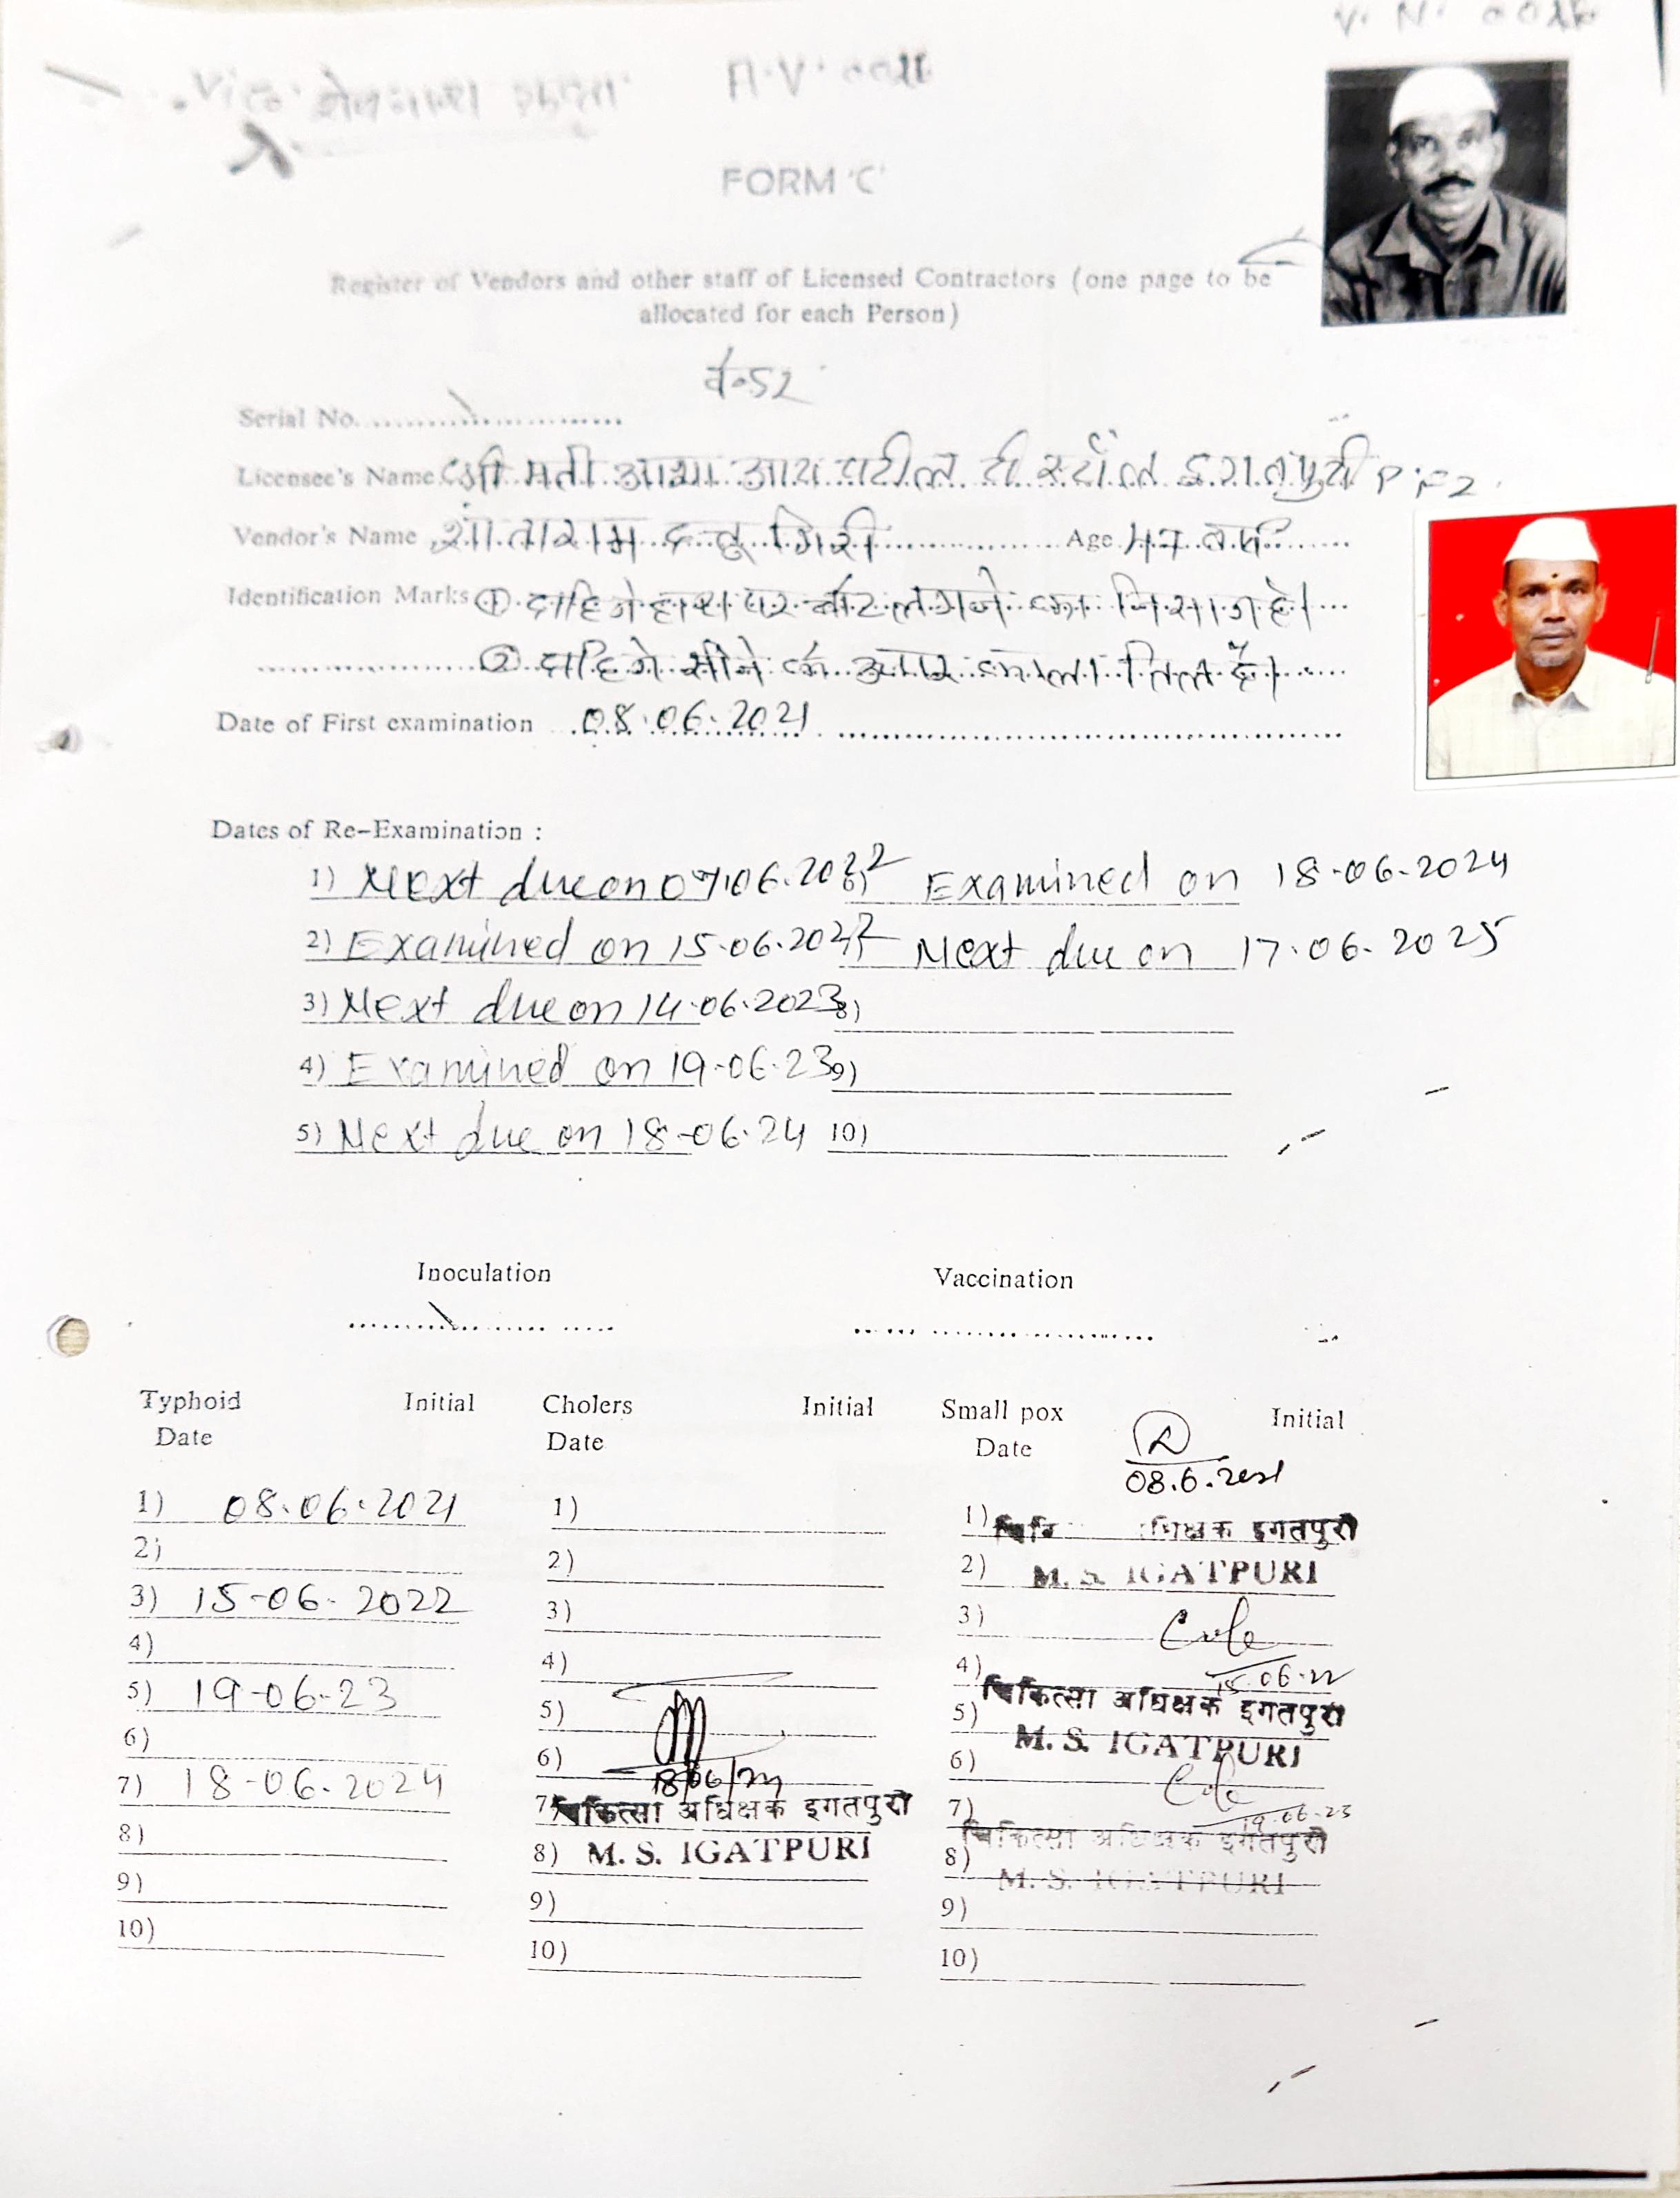 V. N. 0026
A.V. 0026
FORM 'C'
Register of Vendors and other staff of Licensed Contractors (one page to be
allocated for each Person)
Serial No.
Licensee's Name श्री मती आशा आय पाटील टी स्टॉल इगतपुरी P.F 2.
Vendor's Name शांताराम दत्तू गिरी Age 47 वर्ष
Identification Marks ① दाहिने हाथ पर चोट लगने का निशान है।
② दाहिने सीने के ऊपर काला तिल है।
Date of First examination 08.06.2021
Dates of Re-Examination :
1) Next due on 07.06.2022 Examined on 18.06.2024
2) Examined on 15.06.2022 Next due on 17.06.2025
3) Next due on 14.06.2023 8)
4) Examined on 19-06-23 9)
5) Next due on 18-06-24 10)
Inoculation Vaccination
Typhoid Initial Cholers Initial Small pox Initial
Date Date Date
08.6.2021
1) 08.06.2021 1) 1) अधीक्षक इगतपुरी
2) 2) 2) M. S. IGATPURI
3) 15-06-2022 3) 3)
4) 4) 4) 15.06.22
5) 19-06-23 5) 5) चिकित्सा अधिक्षक इगतपुरी
6) 6) 18/06/24 6) M. S. IGATPURI
7) 18-06-2024 7) चिकित्सा अधिक्षक इगतपुरी 7) 19.06.23
8) 8) M. S. IGATPURI 8) चिकित्सा अधिक्षक इगतपुरी
M. S. IGATPURI
9) 9) 9)
10) 10) 10)